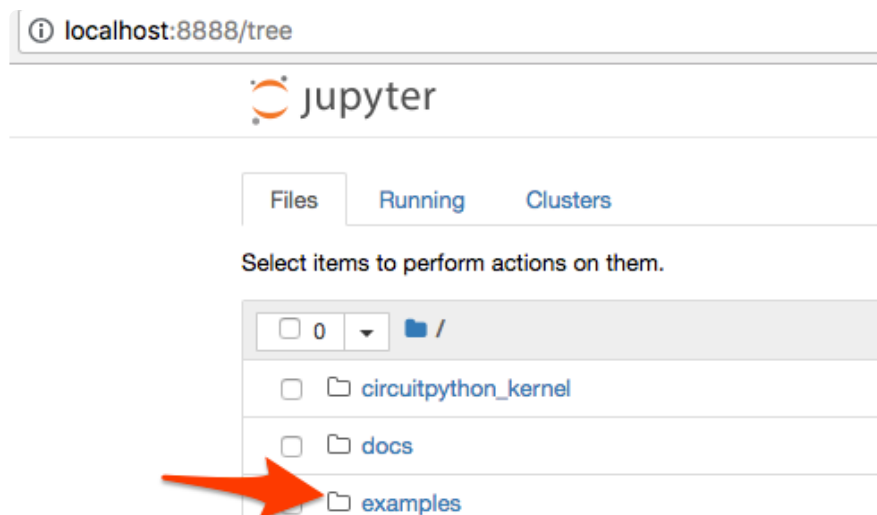 localhost:8888/tree
jupyter
Files Running Clusters
Select items to perform actions on them.
0 /
circuitpython_kernel
docs
examples